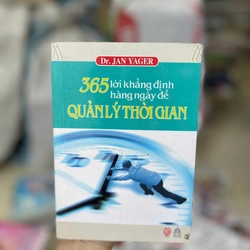 Dr. JAN YAGER
365 lời khẳng định
hàng ngày để
QUẢN LÝ THỜI GIAN